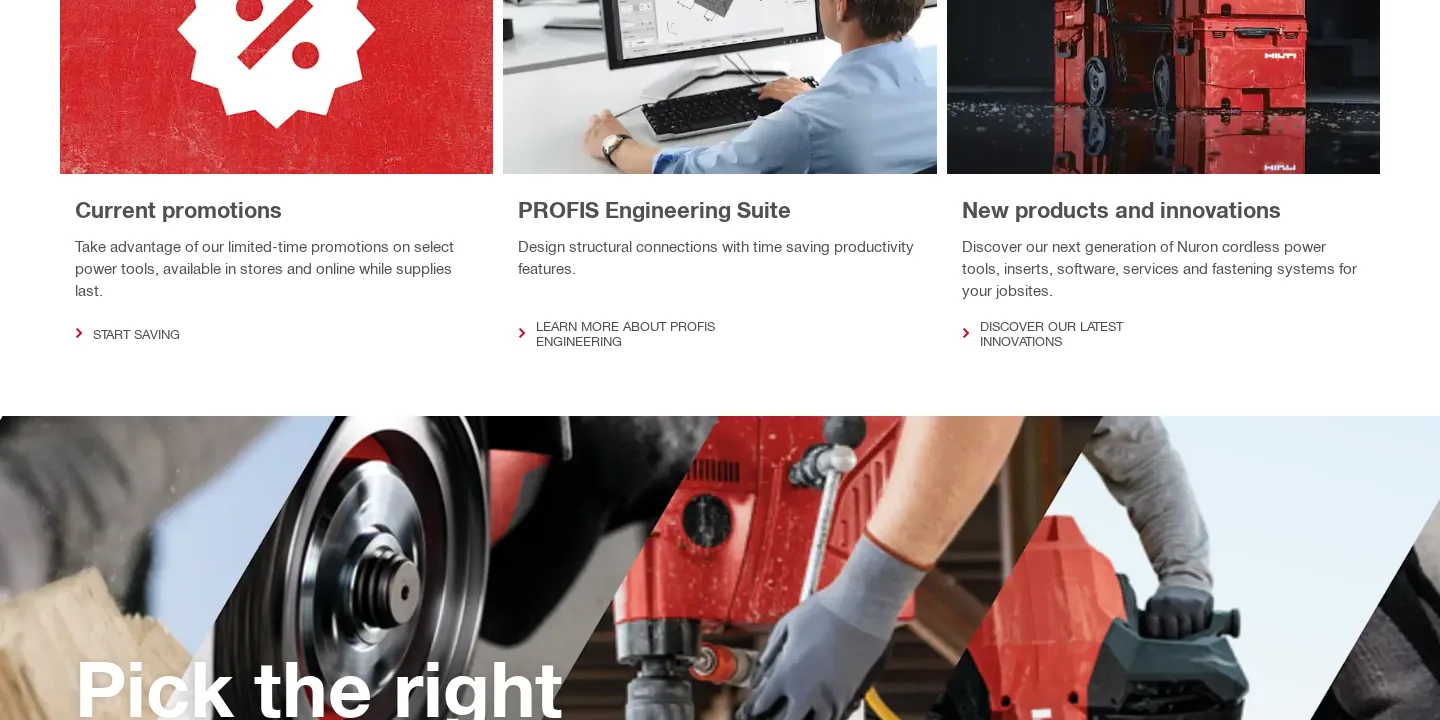 HILTI
Current promotions
Take advantage of our limited-time promotions on select
power tools, available in stores and online while supplies
last.
START SAVING
PROFIS Engineering Suite
Design structural connections with time saving productivity
features.
LEARN MORE ABOUT PROFIS
ENGINEERING
New products and innovations
Discover our next generation of Nuron cordless power
tools, inserts, software, services and fastening systems for
your jobsites.
DISCOVER OUR LATEST
INNOVATIONS
Pick the right